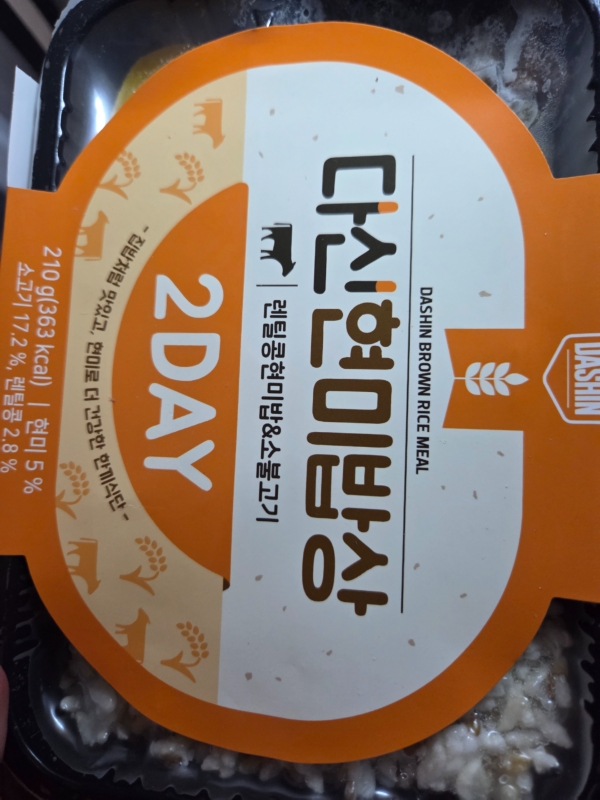 DASHIN
DASHIN BROWN RICE MEAL
다신현미밥상
렌틸콩현미밥&소불고기
2DAY
- 집밥처럼 맛있고, 현미로 더 건강한 한끼식단 -
210 g(363 kcal) | 현미 5 %
소고기 17.2 %, 렌틸콩 2.8 %